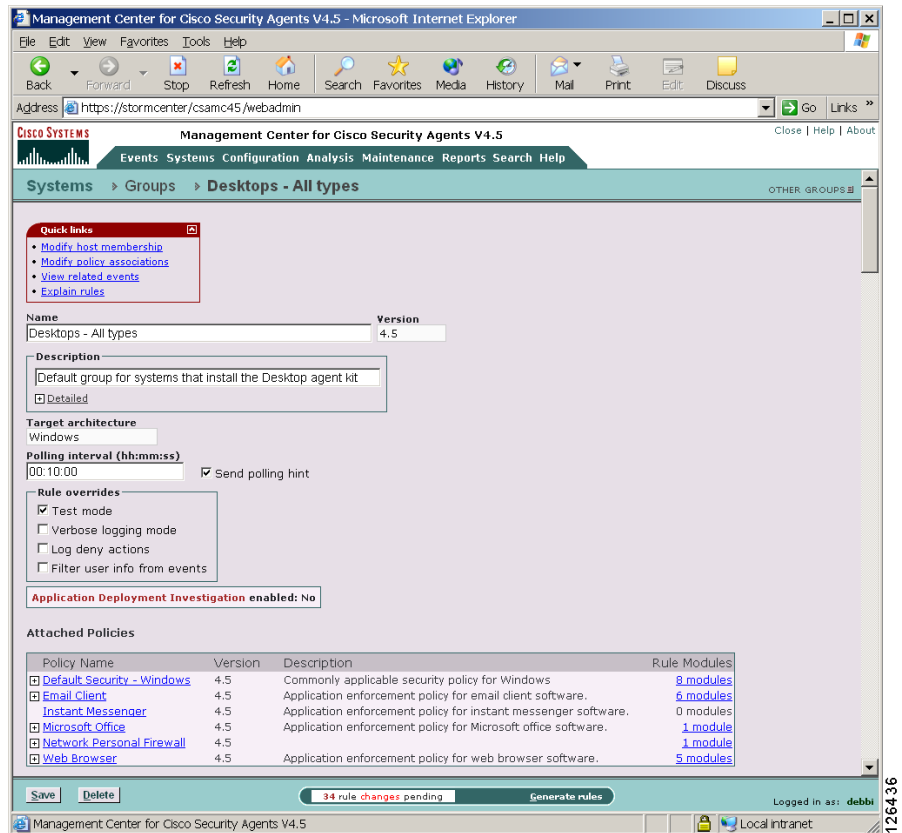 Management Center for Cisco Security Agents V4.5 - Microsoft Internet Explorer
File Edit View Favorites Tools Help
Back Forward Stop Refresh Home Search Favorites Media History Mail Print Edit Discuss
Address https://stormcenter/csamc45/webadmin Go Links »
CISCO SYSTEMS Management Center for Cisco Security Agents V4.5 Close | Help | About
Events Systems Configuration Analysis Maintenance Reports Search Help
Systems > Groups > Desktops - All types OTHER GROUPS
Quick links
Modify host membership
Modify policy associations
View related events
Explain rules
Name Version
Desktops - All types 4.5
Description
Default group for systems that install the Desktop agent kit
Detailed
Target architecture
Windows
Polling interval (hh:mm:ss)
00:10:00 Send polling hint
Rule overrides
Test mode
Verbose logging mode
Log deny actions
Filter user info from events
Application Deployment Investigation enabled: No
Attached Policies
Policy Name Version Description Rule Modules
Default Security - Windows 4.5 Commonly applicable security policy for Windows 8 modules
Email Client 4.5 Application enforcement policy for email client software. 6 modules
Instant Messenger 4.5 Application enforcement policy for instant messenger software. 0 modules
Microsoft Office 4.5 Application enforcement policy for Microsoft office software. 1 module
Network Personal Firewall 4.5 1 module
Web Browser 4.5 Application enforcement policy for web browser software. 5 modules
Save Delete 34 rule changes pending Generate rules Logged in as: debbi
Management Center for Cisco Security Agents V4.5 Local intranet
126436